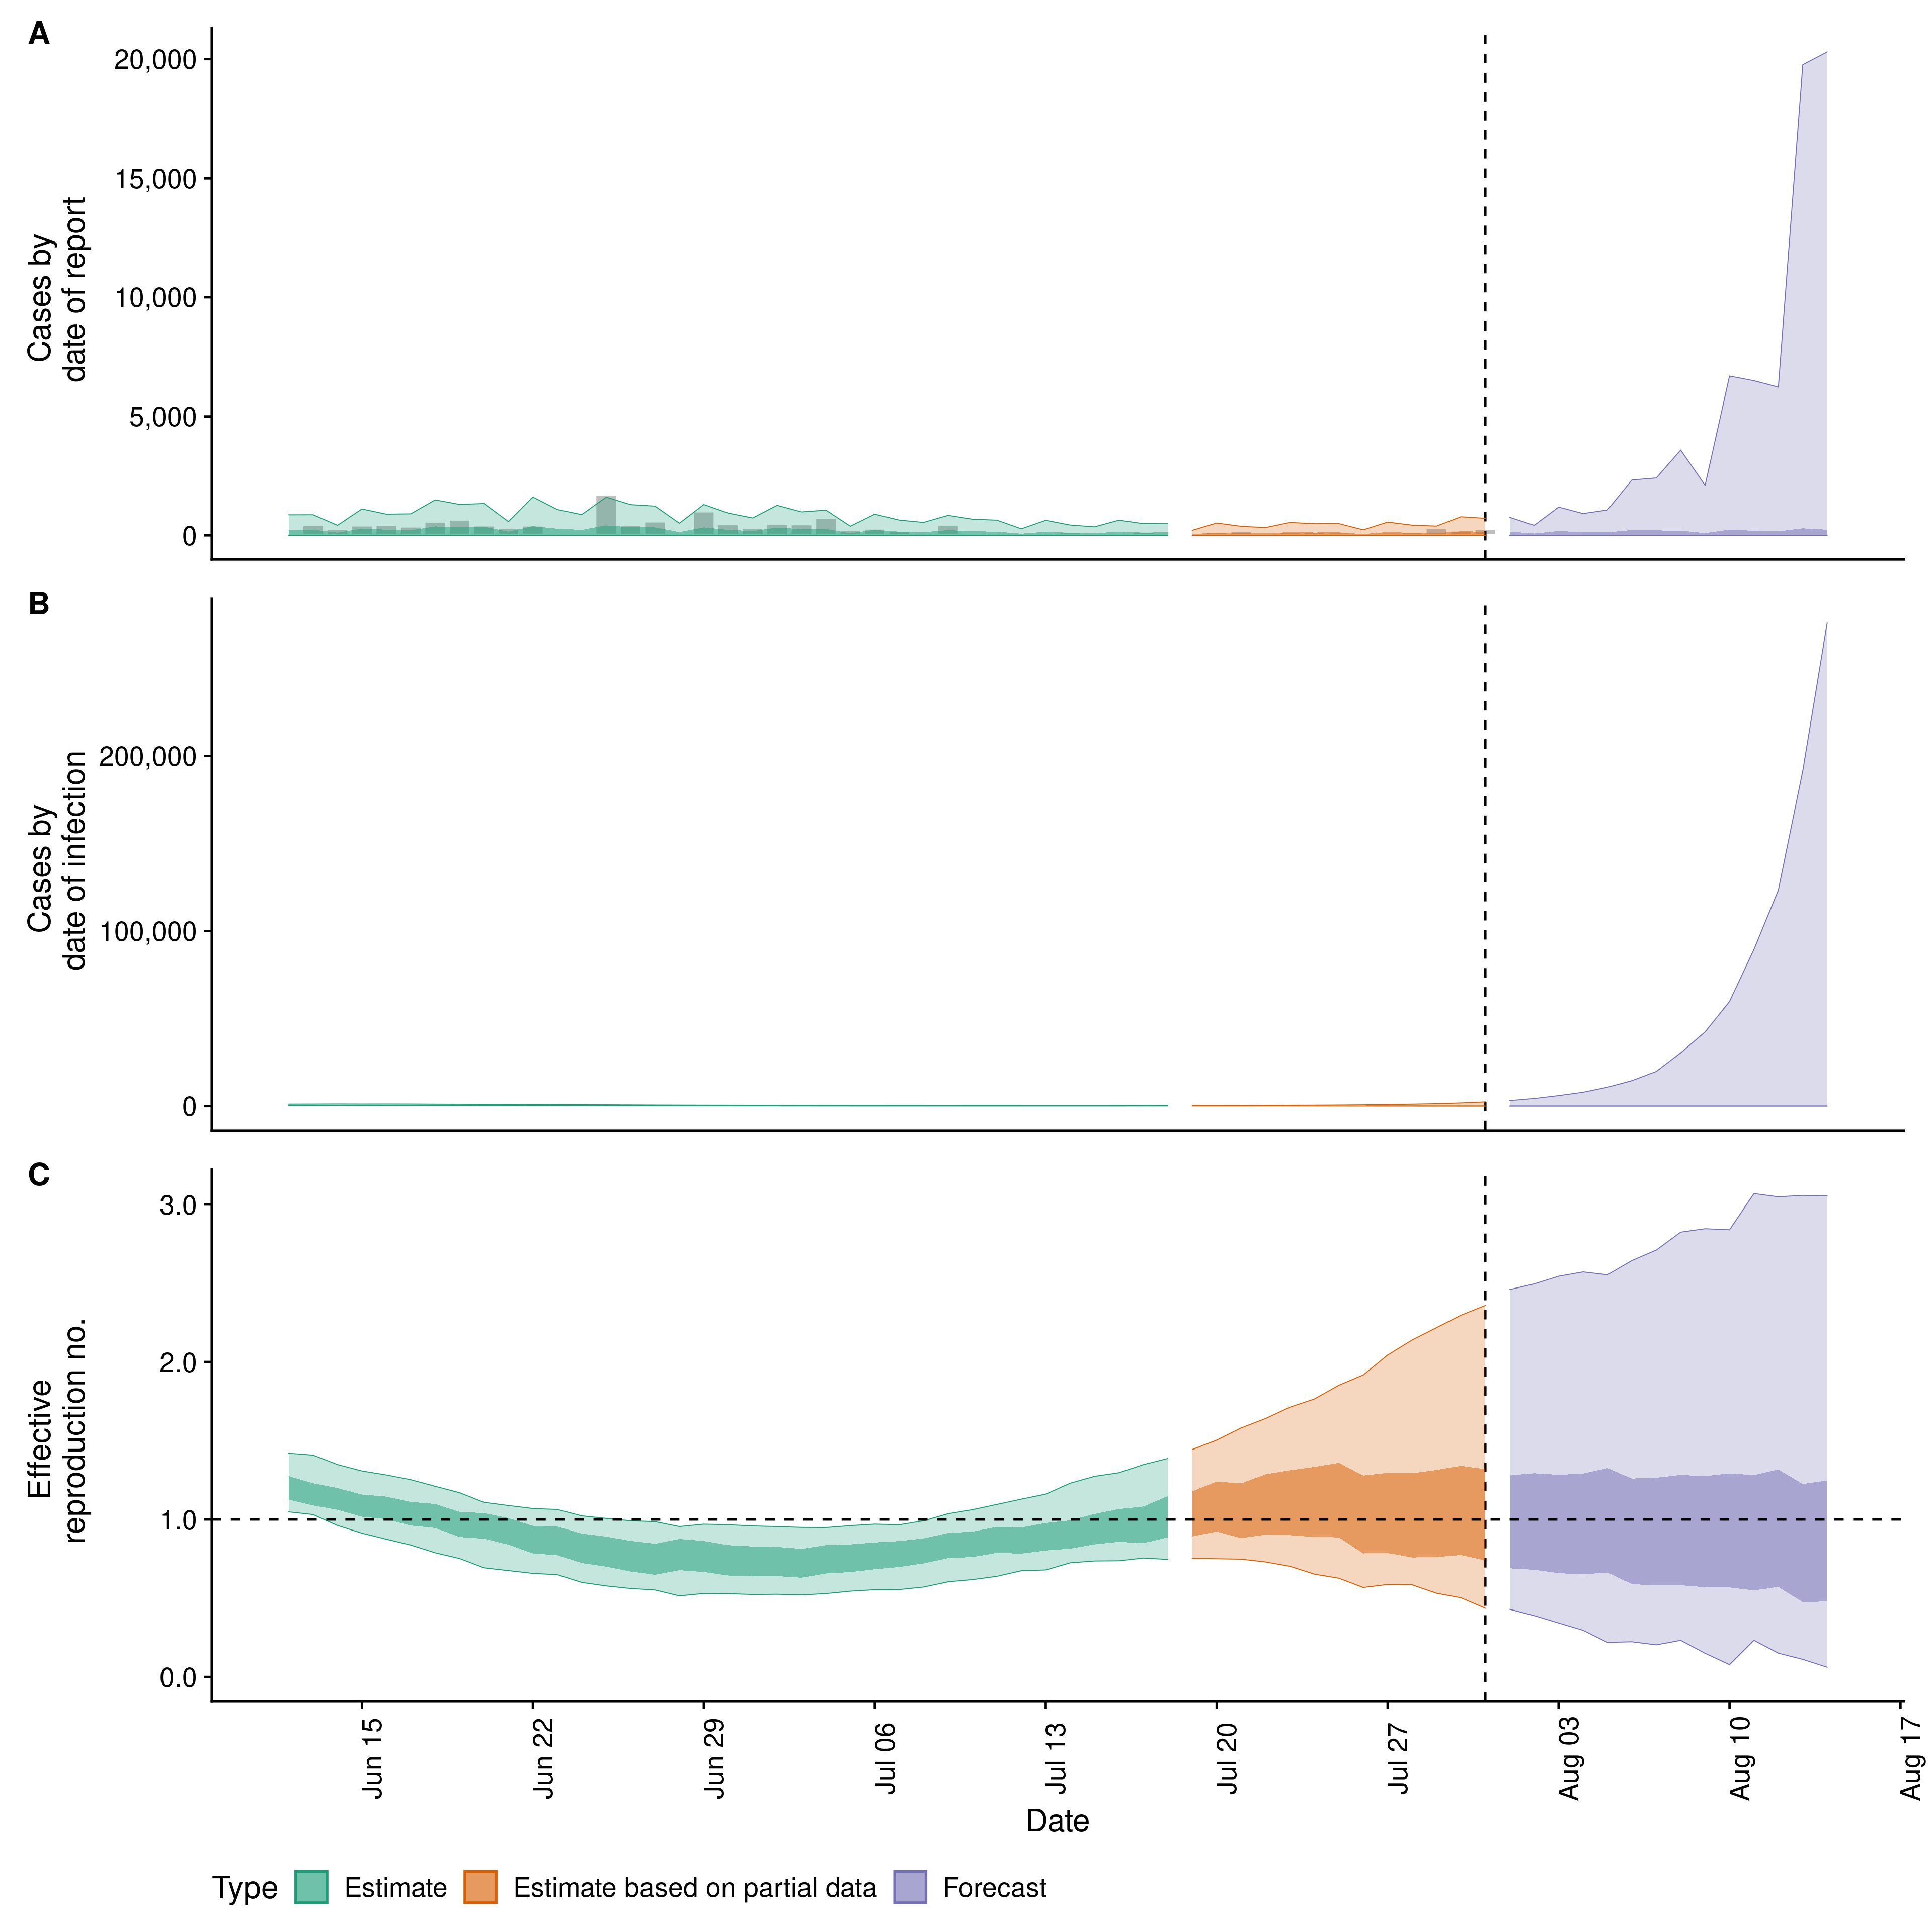 A
Cases by
date of report
20,000
15,000
10,000
5,000
0
B
Cases by
date of infection
200,000
100,000
0
C
Effective
reproduction no.
3.0
2.0
1.0
0.0
Jun 15
Jun 22
Jun 29
Jul 06
Jul 13
Jul 20
Jul 27
Aug 03
Aug 10
Aug 17
Date
Type Estimate Estimate based on partial data Forecast